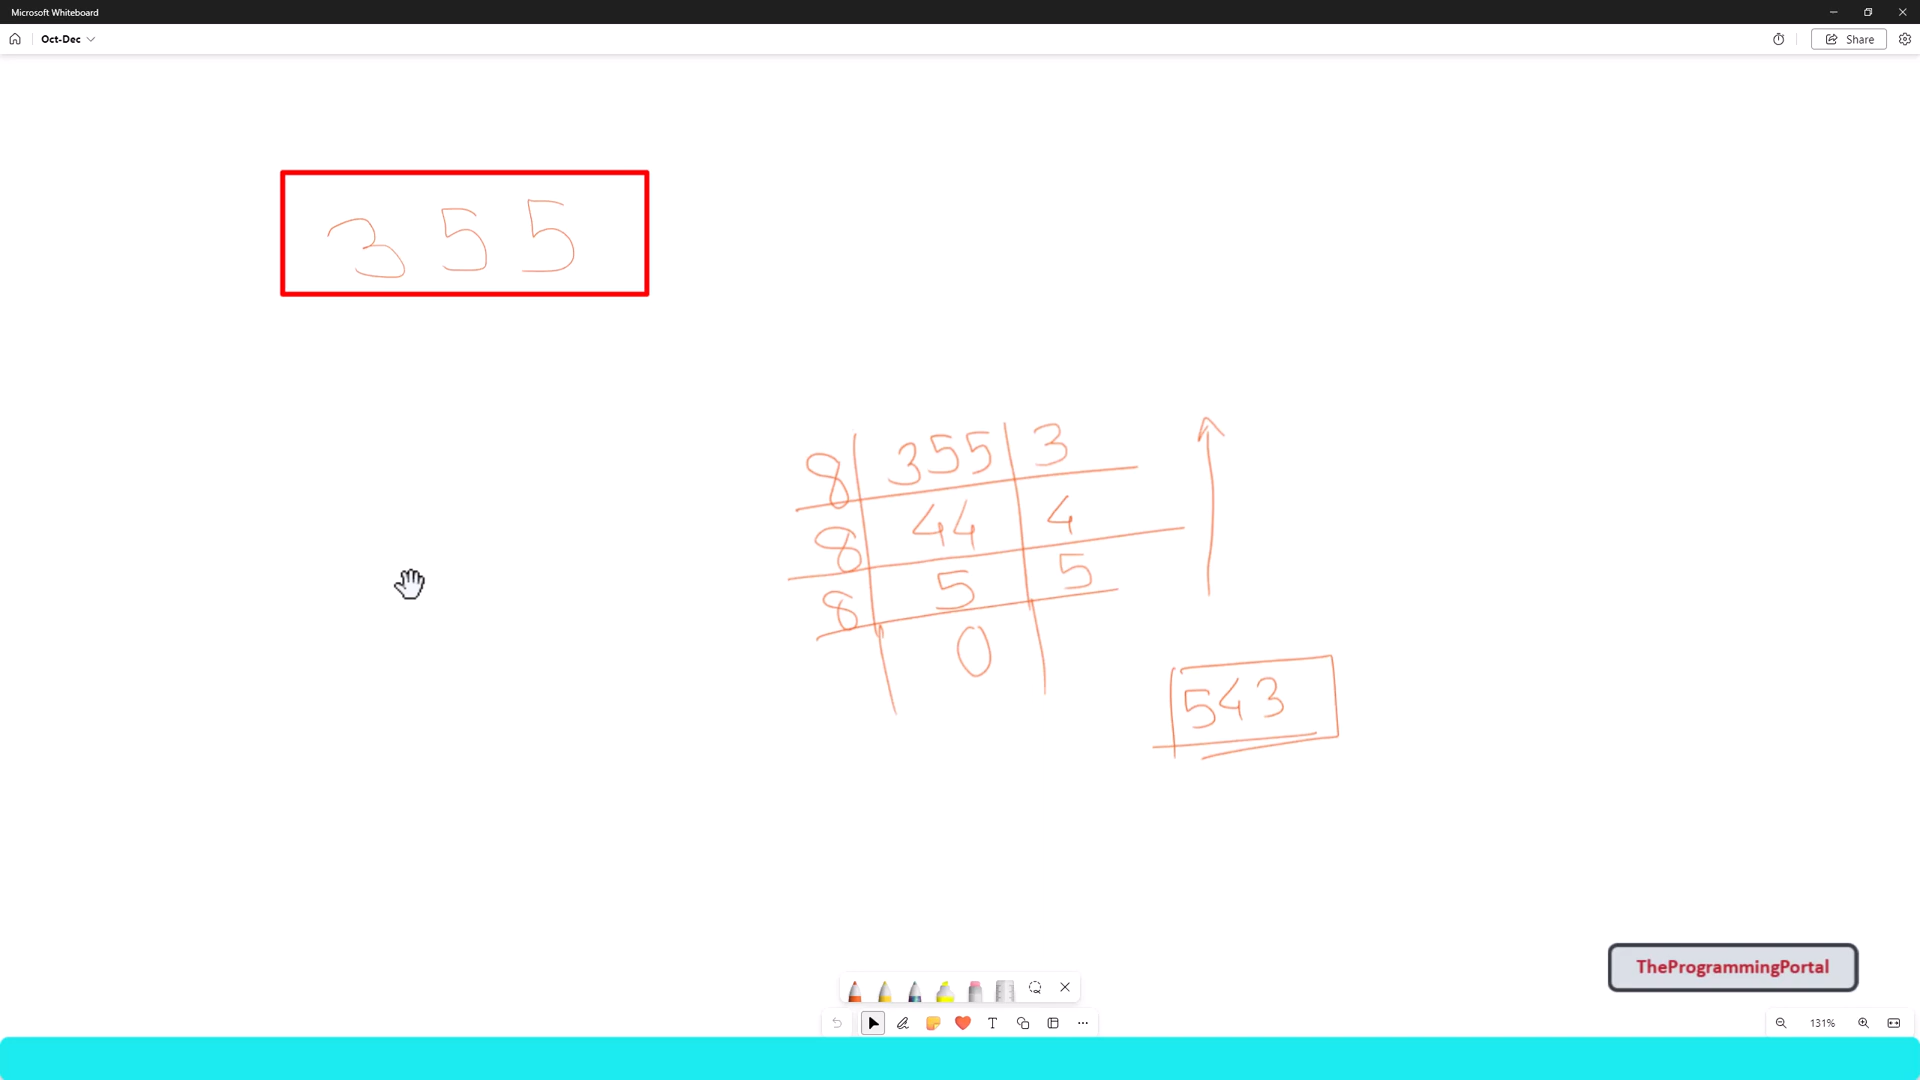 Microsoft Whiteboard
Oct-Dec
Share
355
8 355 3
8 44 4
8 5 5
0
543
TheProgrammingPortal
T
131%